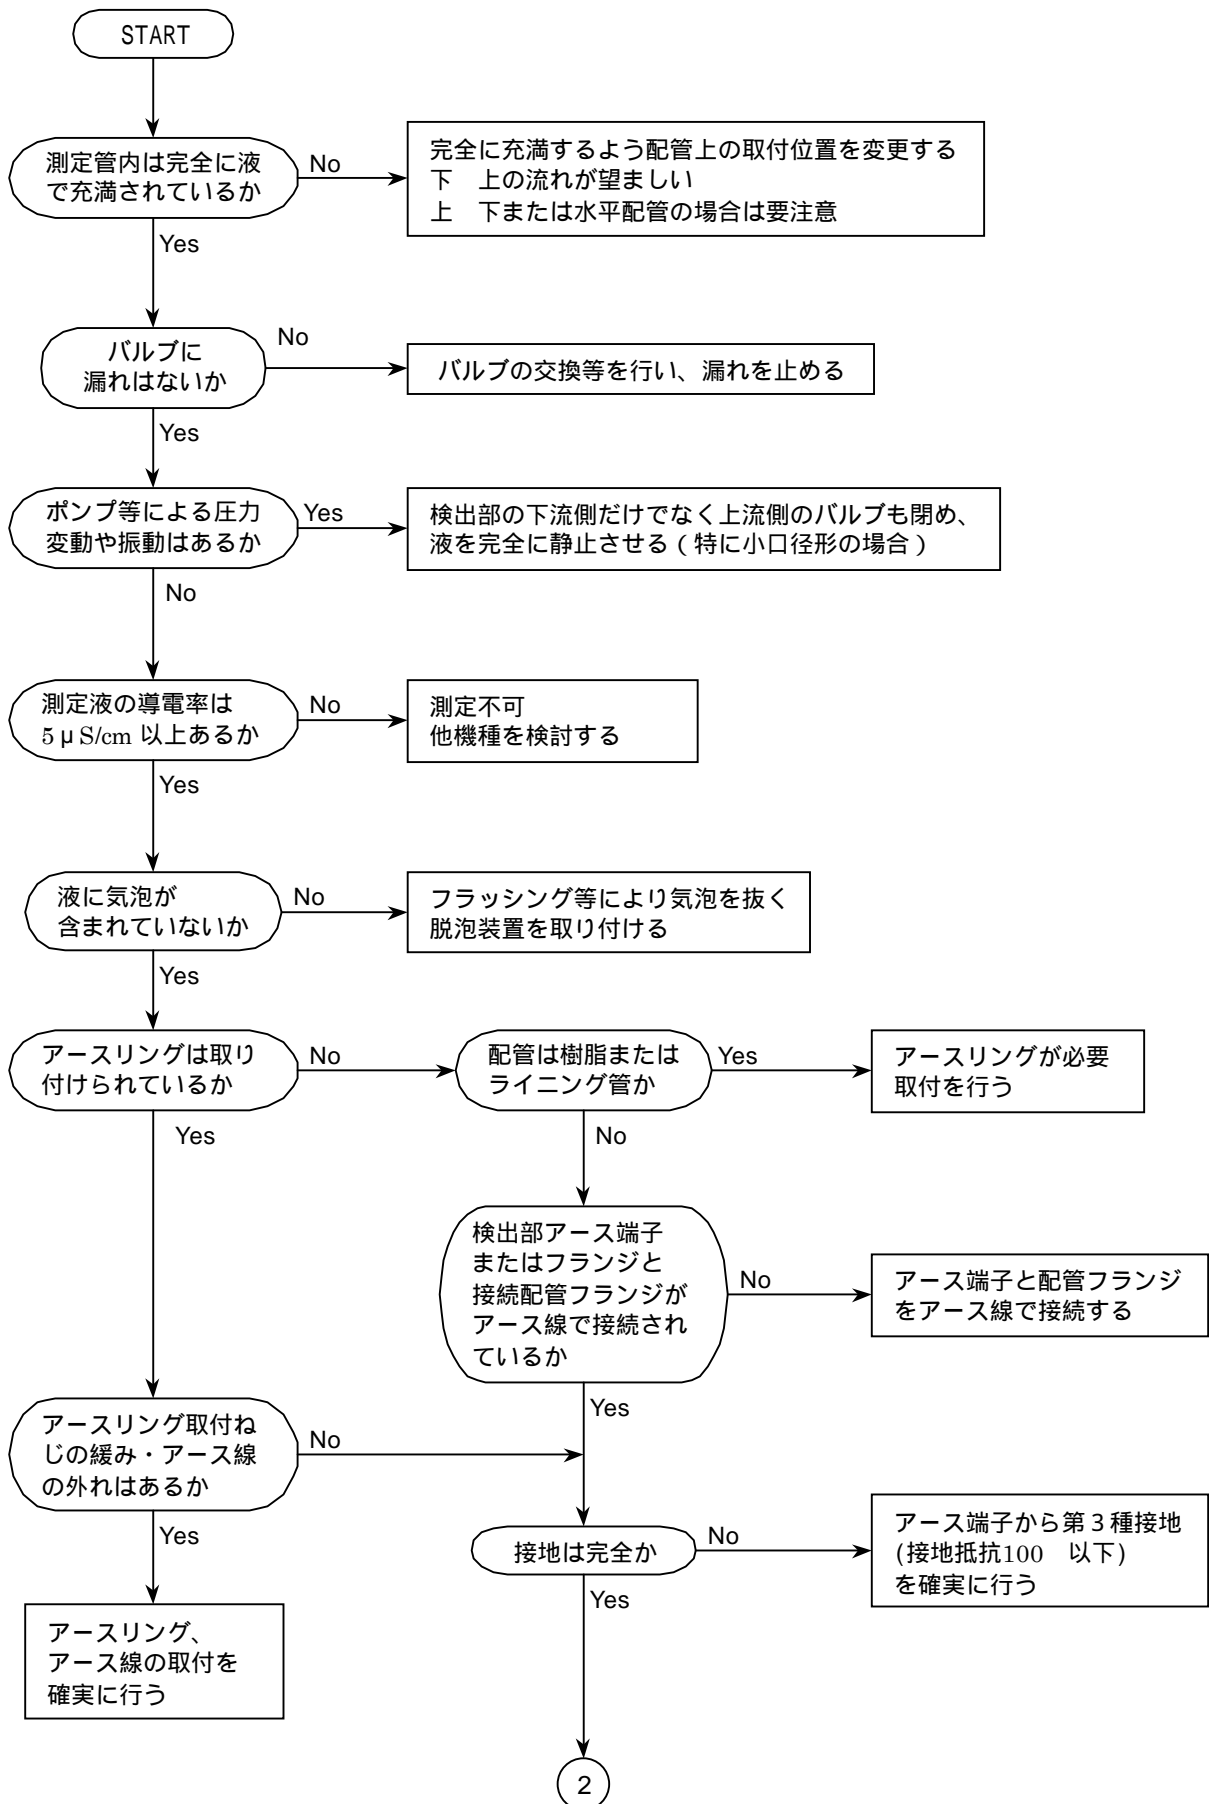 START
測定管内は完全に液
で充満されているか
No
完全に充満するよう配管上の取付位置を変更する
下　上の流れが望ましい
上　下または水平配管の場合は要注意
Yes
バルブに
漏れはないか
No
バルブの交換等を行い、漏れを止める
Yes
ポンプ等による圧力
変動や振動はあるか
Yes
検出部の下流側だけでなく上流側のバルブも閉め、
液を完全に静止させる（特に小口径形の場合）
No
測定液の導電率は
5μS/cm 以上あるか
No
測定不可
他機種を検討する
Yes
液に気泡が
含まれていないか
No
フラッシング等により気泡を抜く
脱泡装置を取り付ける
Yes
アースリングは取り
付けられているか
No
配管は樹脂または
ライニング管か
Yes
アースリングが必要
取付を行う
Yes
No
検出部アース端子
またはフランジと
接続配管フランジが
アース線で接続され
ているか
No
アース端子と配管フランジ
をアース線で接続する
Yes
アースリング取付ね
じの緩み・アース線
の外れはあるか
No
Yes
接地は完全か
No
アース端子から第３種接地
(接地抵抗100　以下)
を確実に行う
Yes
アースリング、
アース線の取付を
確実に行う
2